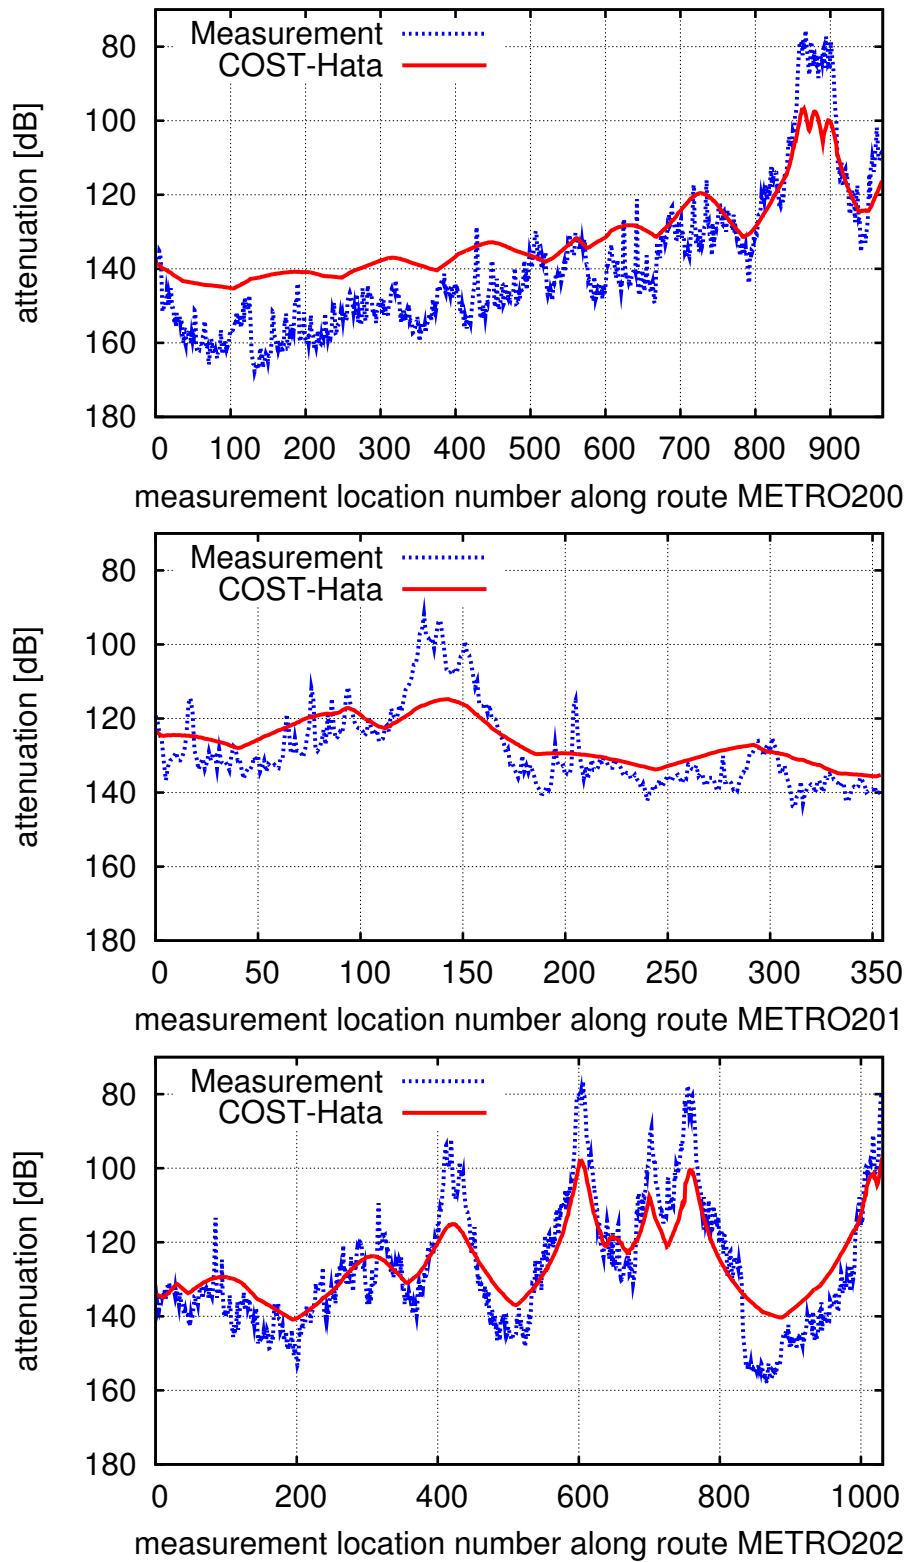 Measurement
COST-Hata
attenuation [dB]
80
100
120
140
160
180
0 100 200 300 400 500 600 700 800 900
measurement location number along route METRO200
Measurement
COST-Hata
attenuation [dB]
80
100
120
140
160
180
0 50 100 150 200 250 300 350
measurement location number along route METRO201
Measurement
COST-Hata
attenuation [dB]
80
100
120
140
160
180
0 200 400 600 800 1000
measurement location number along route METRO202